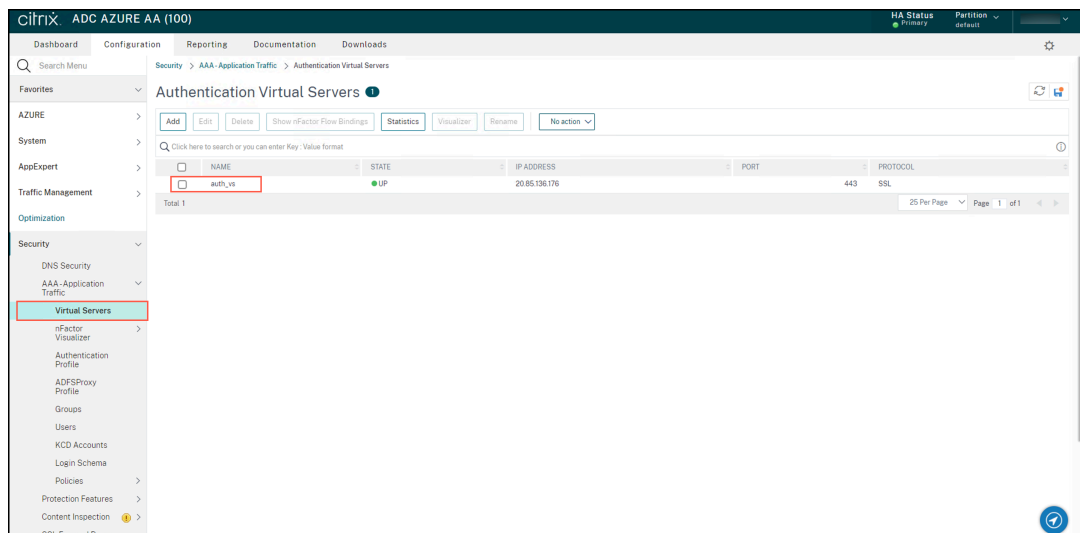 citrix. ADC AZURE AA (100)
HA Status
Primary
Partition
default
Dashboard Configuration Reporting Documentation Downloads
Search Menu
Favorites
AZURE
System
AppExpert
Traffic Management
Optimization
Security
DNS Security
AAA - Application
Traffic
Virtual Servers
nFactor
Visualizer
Authentication
Profile
ADFSProxy
Profile
Groups
Users
KCD Accounts
Login Schema
Policies
Protection Features
Content Inspection
Security > AAA - Application Traffic > Authentication Virtual Servers
Authentication Virtual Servers 1
Add Edit Delete Show nFactor Flow Bindings Statistics Visualizer Rename No action
Click here to search or you can enter Key : Value format
NAME STATE IP ADDRESS PORT PROTOCOL
auth_vs UP 20.85.136.176 443 SSL
Total 1 25 Per Page Page 1 of 1